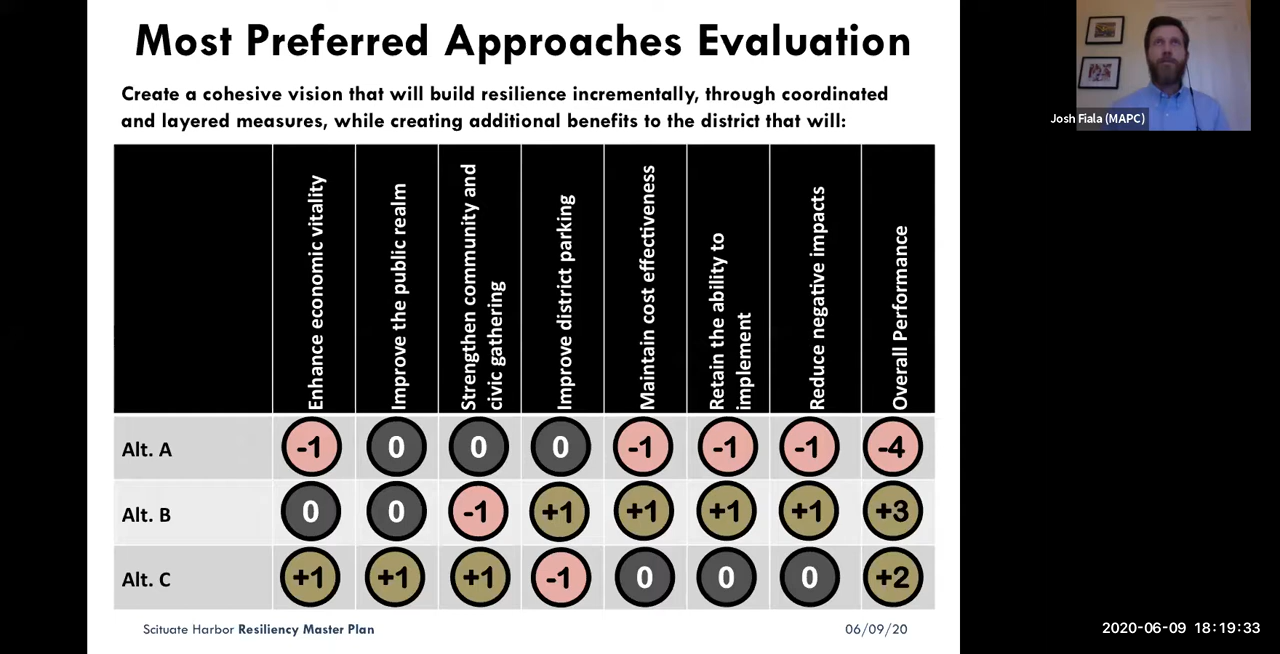 Most Preferred Approaches Evaluation
Create a cohesive vision that will build resilience incrementally, through coordinated
and layered measures, while creating additional benefits to the district that will:
Josh Fiala (MAPC)
Enhance economic vitality
Improve the public realm
Strengthen community and
civic gathering
Improve district parking
Maintain cost effectiveness
Retain the ability to
implement
Reduce negative impacts
Overall Performance
Alt. A -1 0 0 0 -1 -1 -1 -4
Alt. B 0 0 -1 +1 +1 +1 +1 +3
Alt. C +1 +1 +1 -1 0 0 0 +2
Scituate Harbor Resiliency Master Plan 06/09/20
2020-06-09 18:19:33